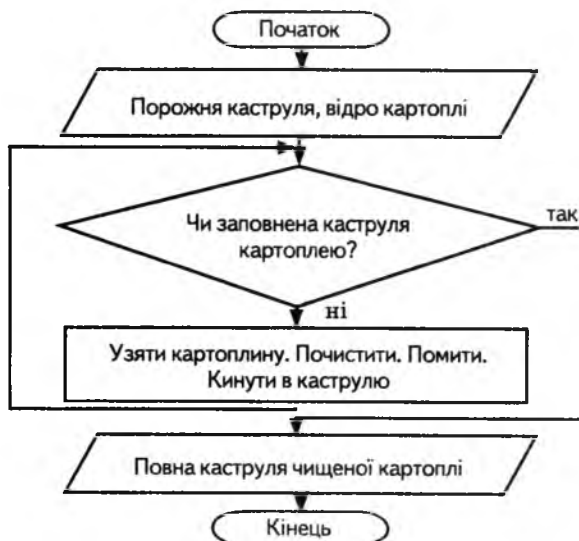 Початок
Порожня каструля, відро картоплі
Чи заповнена каструля
картоплею?
так
ні
Узяти картоплину. Почистити. Помити.
Кинути в каструлю
Повна каструля чищеної картоплі
Кінець